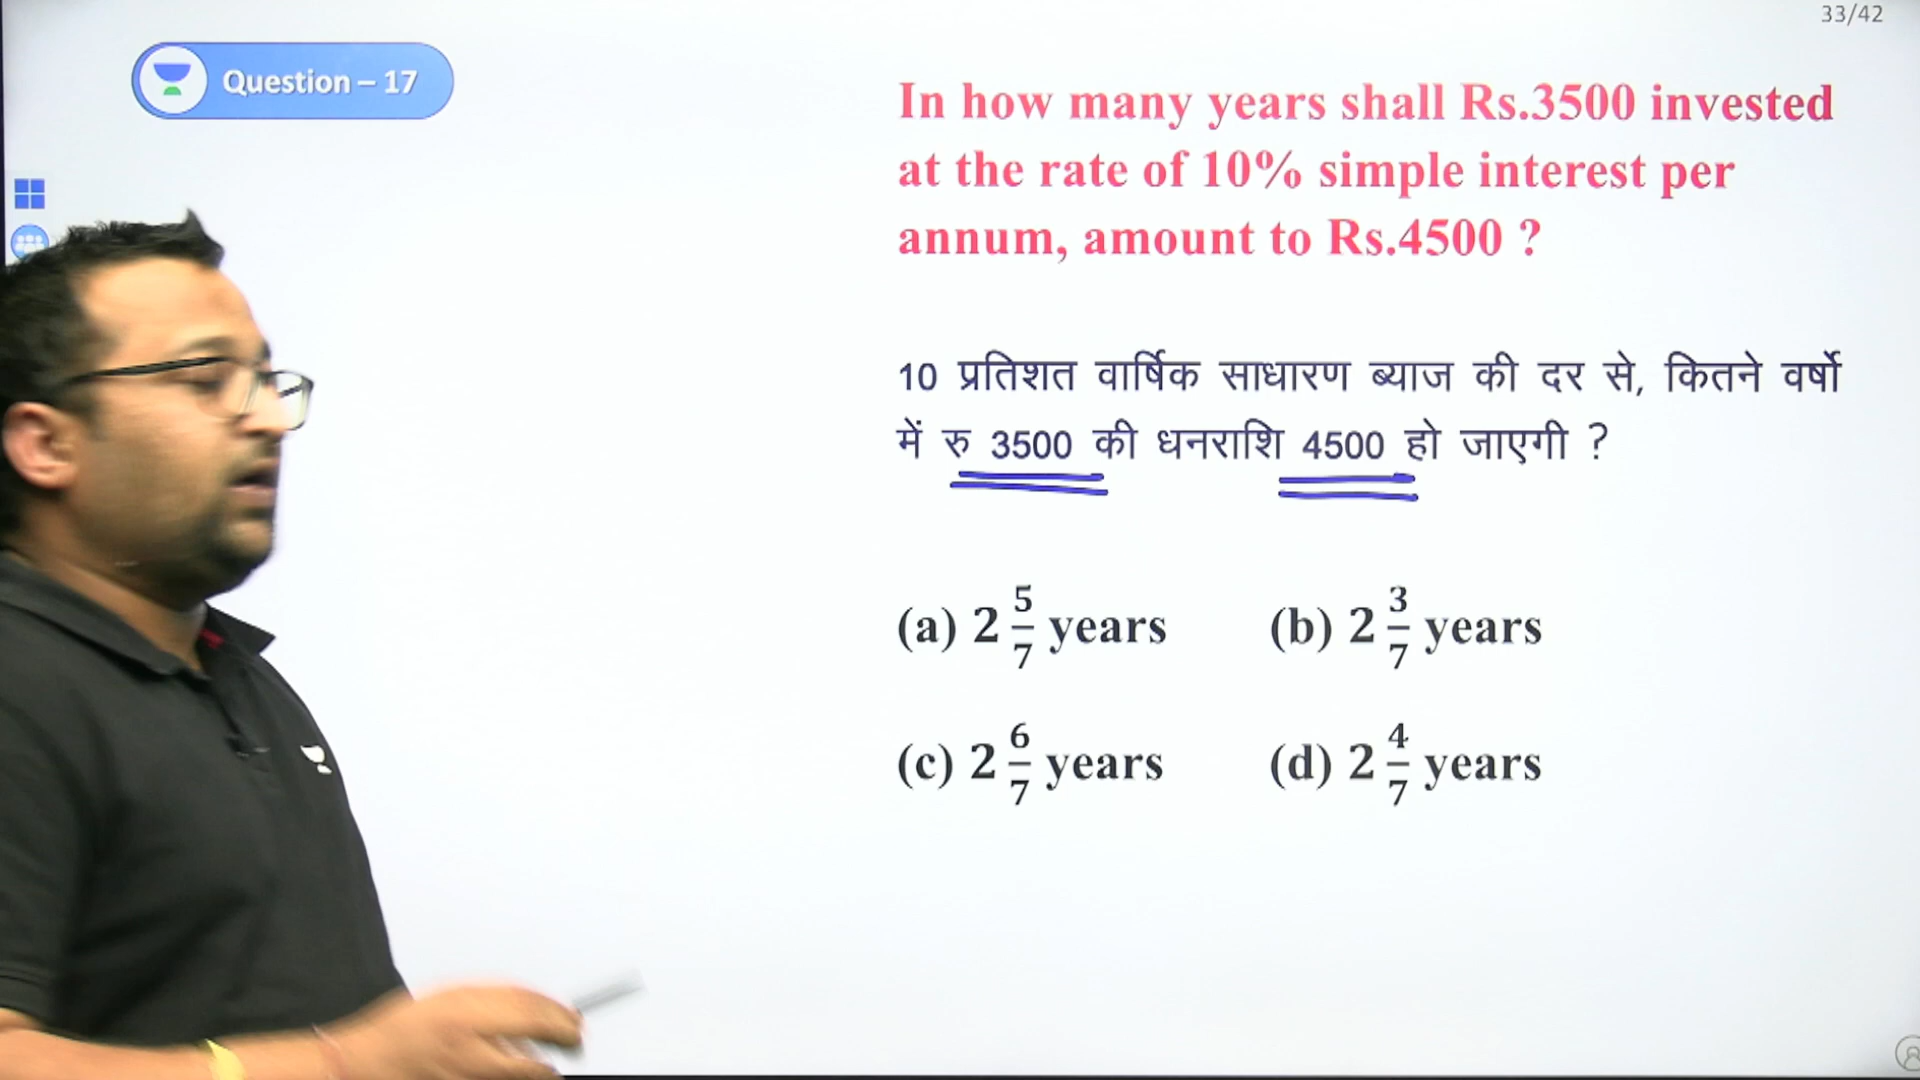 33/42
Question – 17
In how many years shall Rs.3500 invested
at the rate of 10% simple interest per
annum, amount to Rs.4500 ?
10 प्रतिशत वार्षिक साधारण ब्याज की दर से, कितने वर्षो
में रु 3500 की धनराशि 4500 हो जाएगी ?
(a) 2 5/7 years (b) 2 3/7 years
(c) 2 6/7 years (d) 2 4/7 years